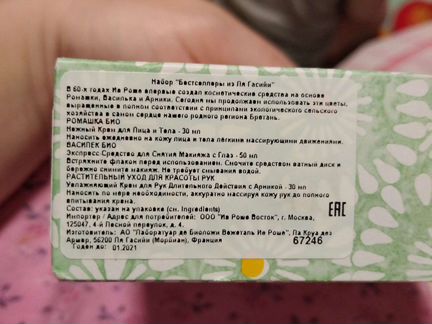 Набор "Бестселлеры из Ля Гасийи"
В 60-х годах Ив Роше впервые создал косметические средства на основе
Ромашки, Василька и Арники. Сегодня мы продолжаем использовать эти цветы,
выращенные в полном соответствии с принципами экологического сельского
хозяйства в самом сердце нашего родного региона Бретань.
РОМАШКА БИО
Нежный Крем для Лица и Тела - 30 мл
Наносить ежедневно на кожу лица и тела легкими массирующими движениями.
ВАСИЛЕК БИО
Экспресс-Средство для Снятия Макияжа с Глаз - 50 мл
Встряхните флакон перед использованием. Смочите средством ватный диск и
бережно снимите макияж. Не требует смывания водой.
РАСТИТЕЛЬНЫЙ УХОД ДЛЯ КРАСОТЫ РУК
Увлажняющий Крем для Рук Длительного Действия с Арникой - 30 мл
Наносить по мере необходимости, аккуратно массируя кожу рук до полного
впитывания крема.
Состав: указан на упаковке (см. Ingredients)
Импортер / Адрес для потребителей: ООО "Ив Роше Восток", г. Москва,
125047, 4-й Лесной переулок, д. 4.
Изготовитель: АО "Лаборатуар де Биоложи Вежеталь Ив Роше", Ла Круа дез
Аршер, 56200 Ля Гасийи (Морбиан), Франция
Годен до: 01.2021
EAC
67246